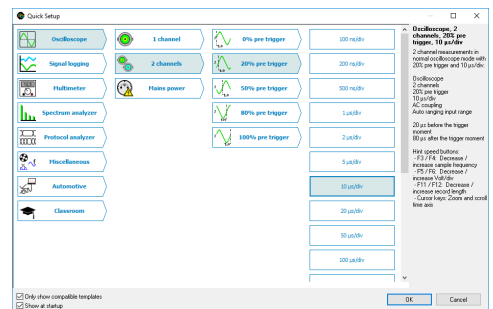 Quick Setup
Oscilloscope
Signal logging
Multimeter
Spectrum analyzer
Protocol analyzer
Miscellaneous
Automotive
Classroom
1 channel
2 channels
Mains power
0% pre trigger
20% pre trigger
50% pre trigger
80% pre trigger
100% pre trigger
100 ns/div
200 ns/div
500 ns/div
1 µs/div
2 µs/div
5 µs/div
10 µs/div
20 µs/div
50 µs/div
100 µs/div
Oscilloscope, 2
channels, 20% pre
trigger, 10 µs/div
2 channel measurements in
normal oscilloscope mode with
20% pre trigger and 10 µs/div.
Oscilloscope
2 channels
20% pre trigger
10 µs/div
AC coupling
Auto ranging input range
20 µs before the trigger
moment
80 µs after the trigger moment
Hint speed buttons:
- F3 / F4: Decrease /
increase sample frequency
- F5 / F6: Decrease /
increase Volt/div
- F11 / F12: Decrease /
increase record length
- Cursor keys: Zoom and scroll
time axis
Only show compatible templates
Show at startup
OK
Cancel